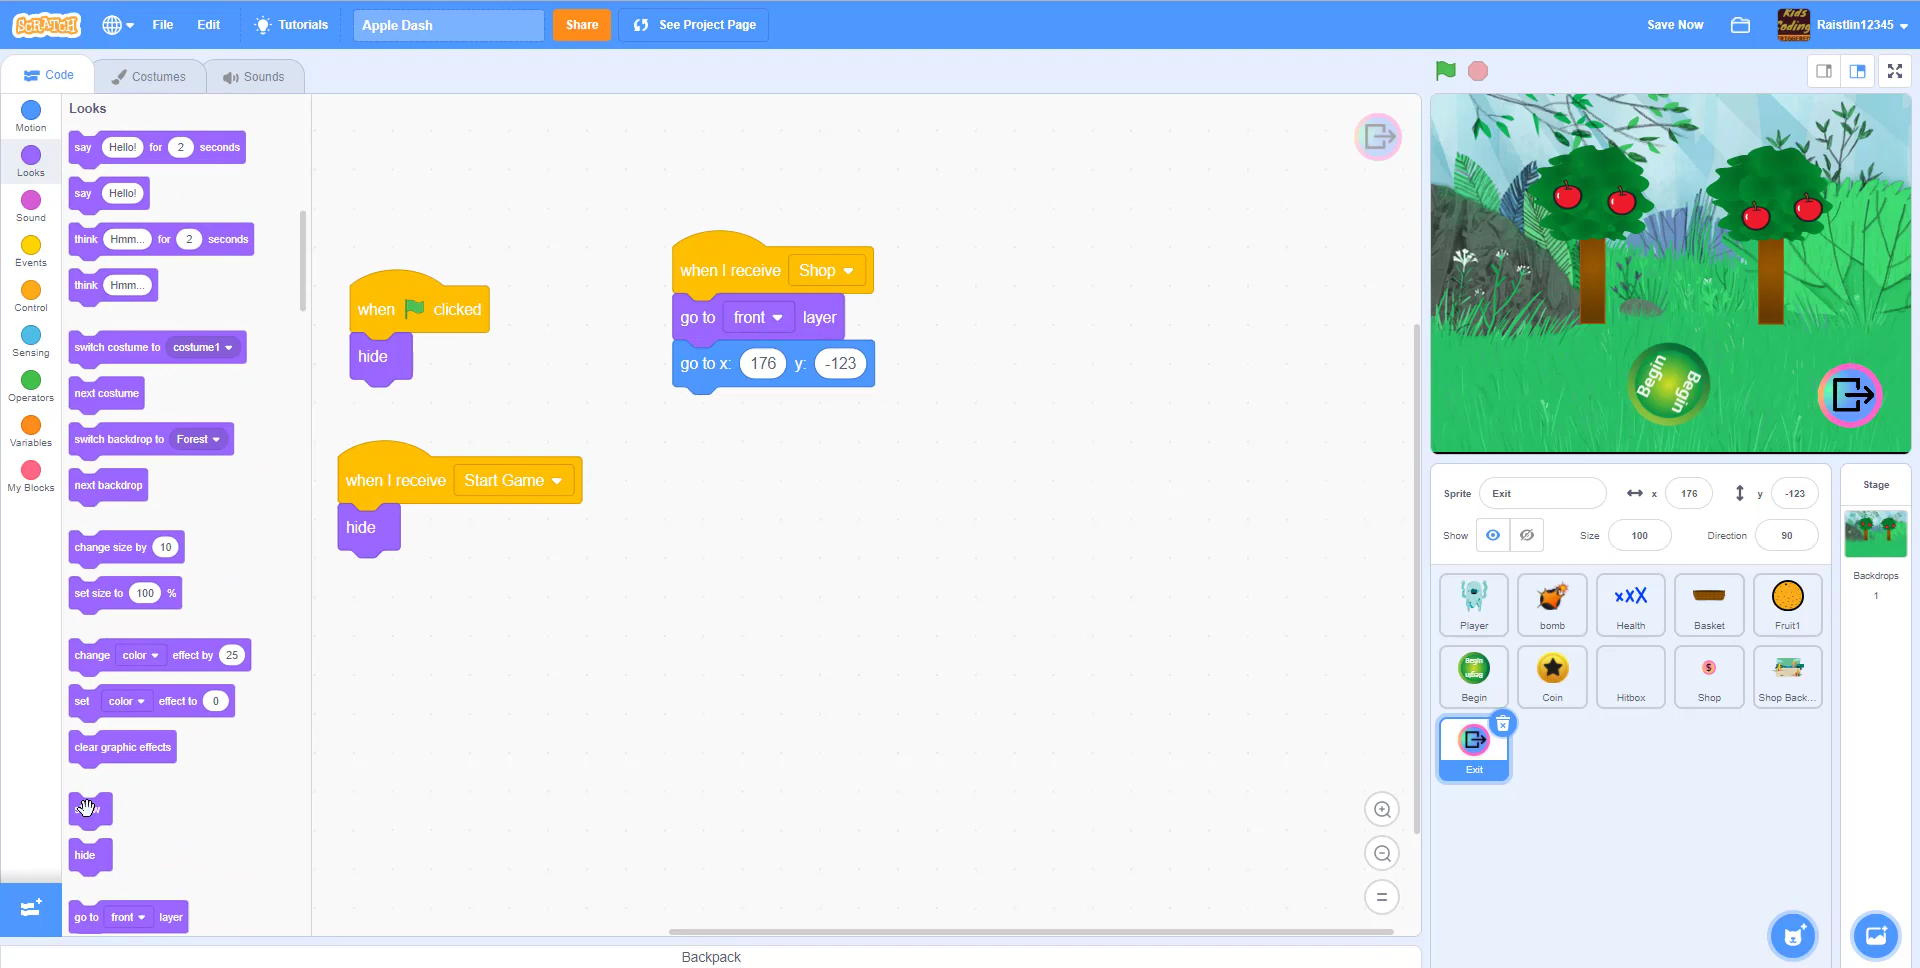 SCRATCH
File
Edit
Tutorials
Apple Dash
Share
See Project Page
Save Now
Kids
Coding
TRIGGERED
Raistlin12345
Code
Costumes
Sounds
Motion
Looks
Sound
Events
Control
Sensing
Operators
Variables
My Blocks
Looks
say Hello! for 2 seconds
say Hello!
think Hmm... for 2 seconds
think Hmm...
switch costume to costume1
next costume
switch backdrop to Forest
next backdrop
change size by 10
set size to 100 %
change color effect by 25
set color effect to 0
clear graphic effects
hide
go to front layer
when clicked
hide
when I receive Start Game
hide
when I receive Shop
go to front layer
go to x: 176 y: -123
Backpack
Begin
Begin
Sprite Exit x 176 y -123
Show Size 100 Direction 90
Player
bomb
xxX
Health
Basket
Fruit1
Begin
Begin
Begin
Coin
Hitbox
$
Shop
Shop Back...
Exit
Stage
Backdrops
1